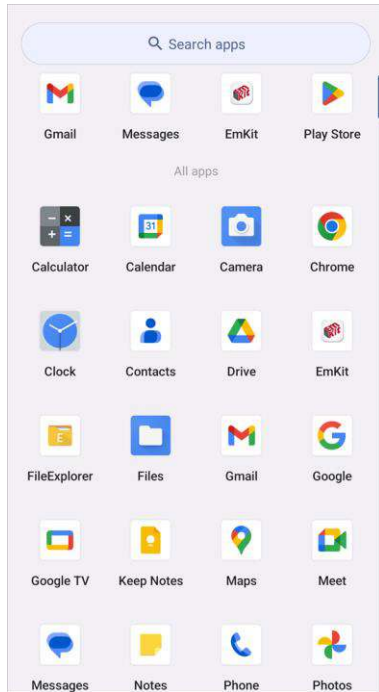 Search apps
Gmail Messages EmKit Play Store
All apps
31
Calculator Calendar Camera Chrome
Clock Contacts Drive EmKit
E
FileExplorer Files Gmail Google
Google TV Keep Notes Maps Meet
Messages Notes Phone Photos